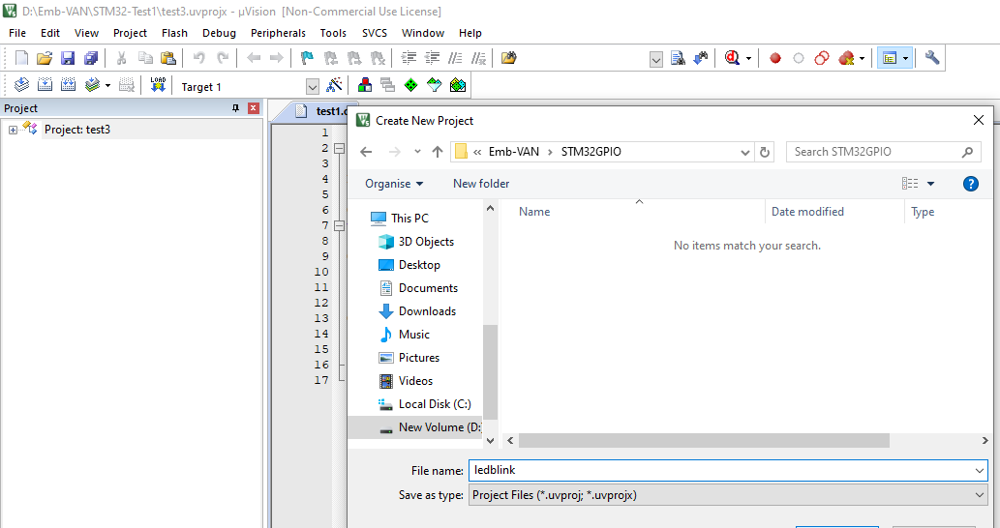 D:\Emb-VAN\STM32-Test1\test3.uvprojx - µVision [Non-Commercial Use License]
File Edit View Project Flash Debug Peripherals Tools SVCS Window Help
LOAD
Target 1
Project
Project: test3
test1.c
1
2
3
4
5
6
7
8
9
10
11
12
13
14
15
16
17
Create New Project
« Emb-VAN › STM32GPIO
Search STM32GPIO
Organise New folder
This PC
3D Objects
Desktop
Documents
Downloads
Music
Pictures
Videos
Local Disk (C:)
New Volume (D:
Name Date modified Type
No items match your search.
File name: ledblink
Save as type: Project Files (*.uvproj; *.uvprojx)